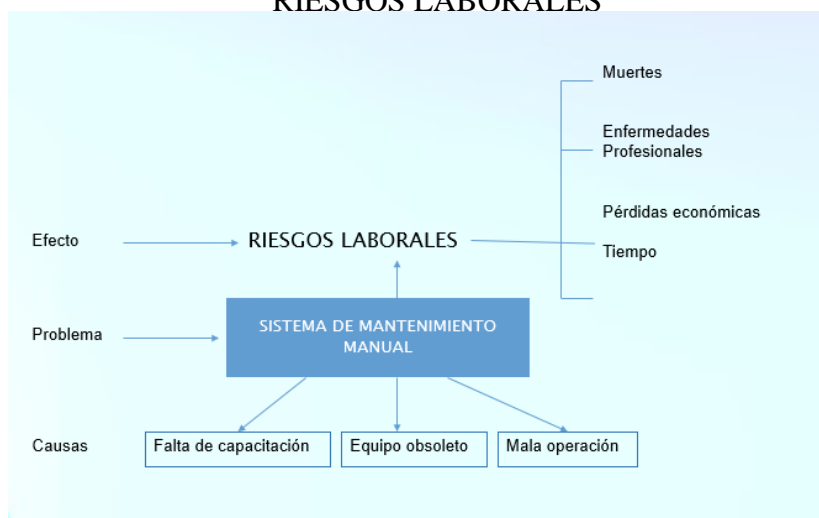 RIESGOS LABORALES
Muertes
Enfermedades
Profesionales
Pérdidas económicas
Efecto
RIESGOS LABORALES
Tiempo
Problema
SISTEMA DE MANTENIMIENTO
MANUAL
Causas
Falta de capacitación
Equipo obsoleto
Mala operación